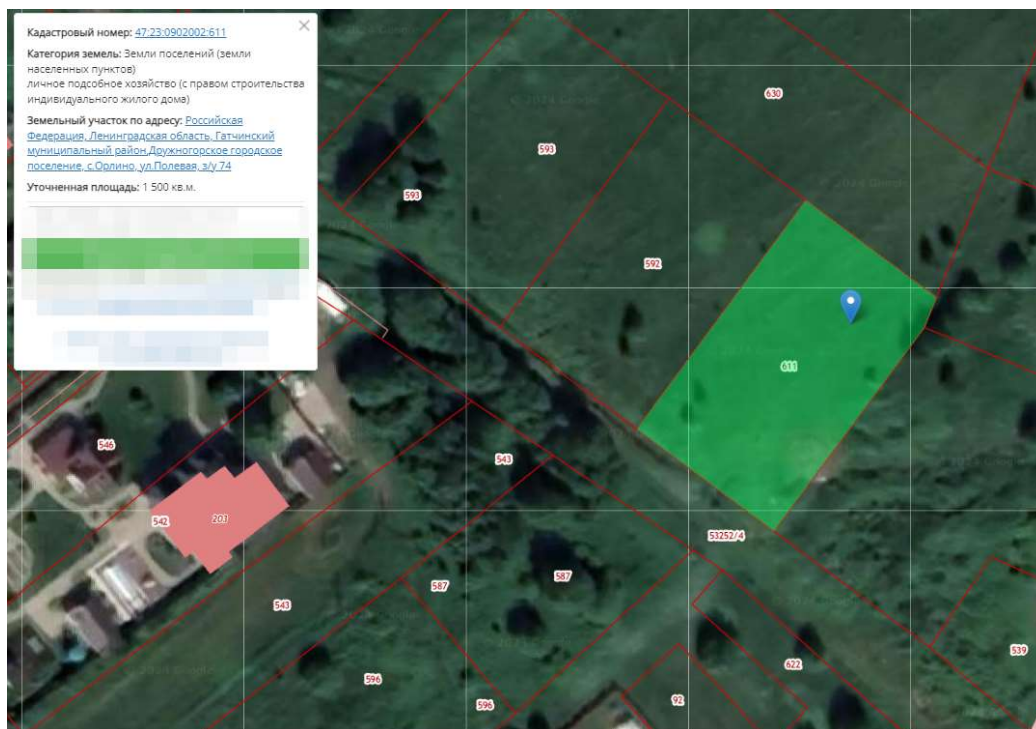 Кадастровый номер: 47:23:0902002:611
Категория земель: Земли поселений (земли
населенных пунктов)
личное подсобное хозяйство (с правом строительства
индивидуального жилого дома)
Земельный участок по адресу: Российская
Федерация, Ленинградская область, Гатчинский
муниципальный район,Дружногорское городское
поселение, с.Орлино, ул.Полевая, з/у 74
Уточненная площадь: 1 500 кв.м.
630
593
593
592
611
546
543
542
203
53252/4
587
587
543
539
622
596
92
596